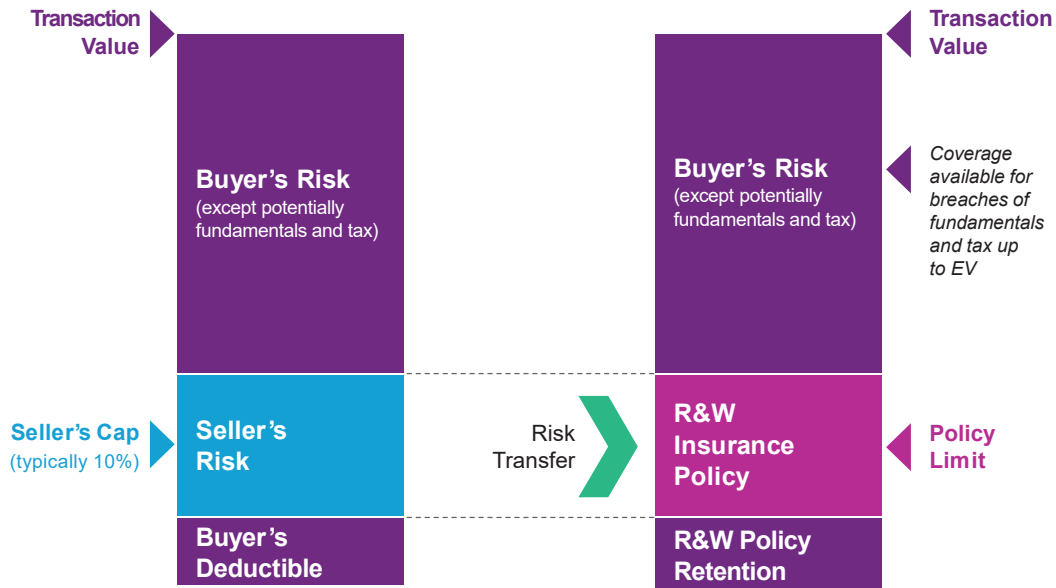 Transaction
Value
Buyer’s Risk
(except potentially
fundamentals and tax)
Seller’s Cap
(typically 10%)
Seller’s
Risk
Buyer’s
Deductible
Risk
Transfer
Transaction
Value
Buyer’s Risk
(except potentially
fundamentals and tax)
Coverage
available for
breaches of
fundamentals
and tax up
to EV
R&W
Insurance
Policy
Policy
Limit
R&W Policy
Retention